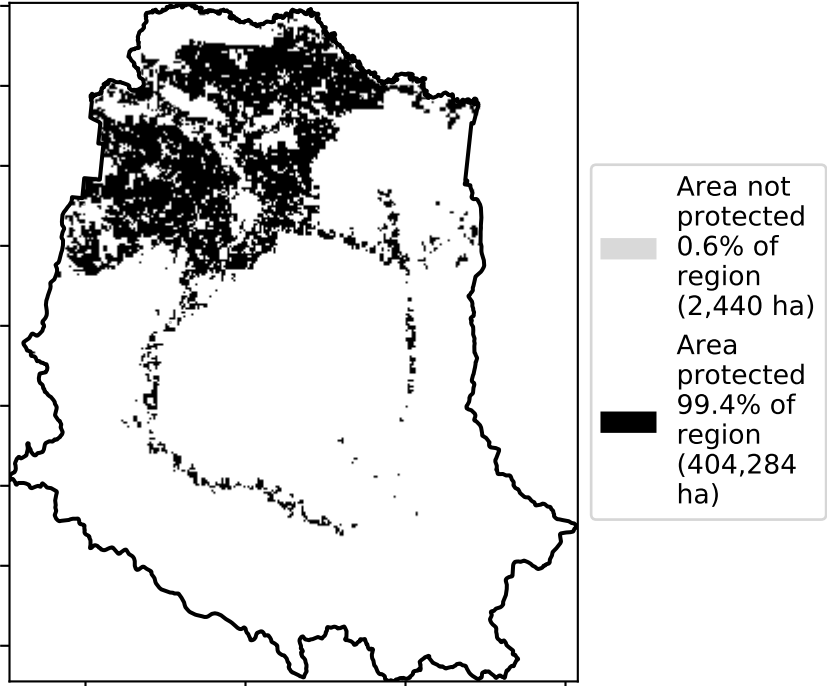 Area not
protected
0.6% of
region
(2,440 ha)
Area
protected
99.4% of
region
(404,284
ha)